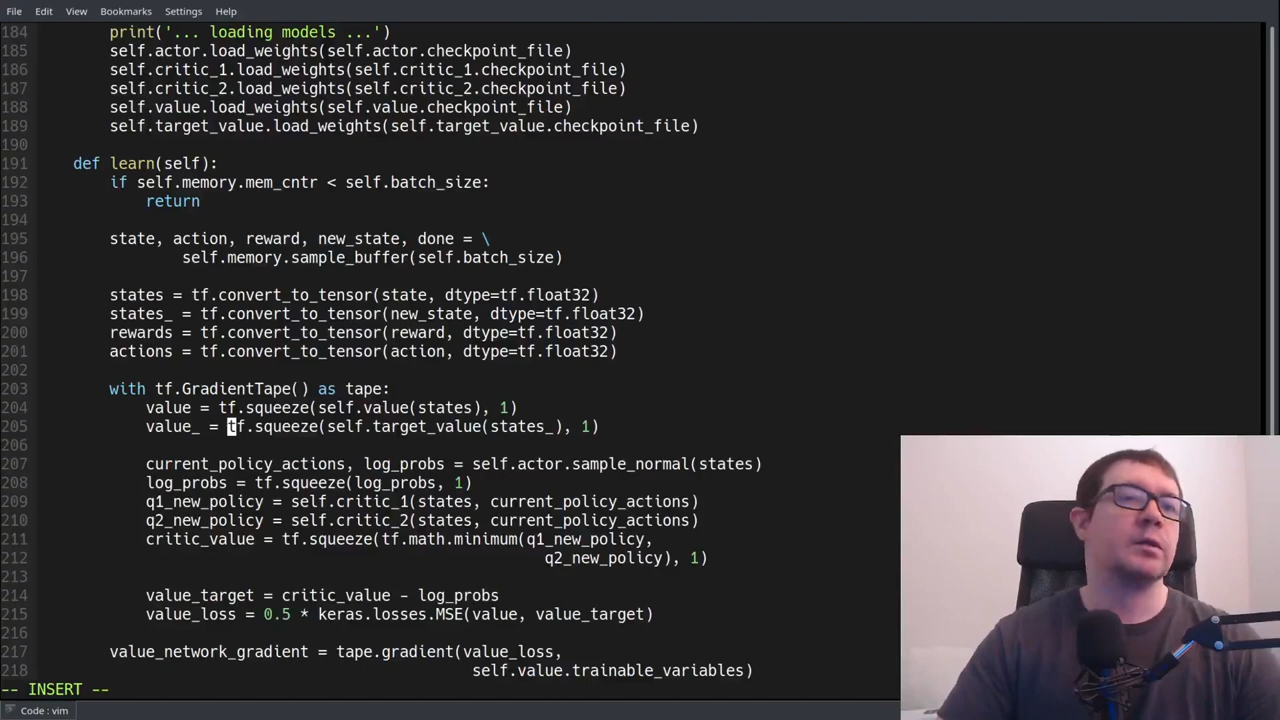 File Edit View Bookmarks Settings Help
184 print('... loading models ...')
185 self.actor.load_weights(self.actor.checkpoint_file)
186 self.critic_1.load_weights(self.critic_1.checkpoint_file)
187 self.critic_2.load_weights(self.critic_2.checkpoint_file)
188 self.value.load_weights(self.value.checkpoint_file)
189 self.target_value.load_weights(self.target_value.checkpoint_file)
190
191 def learn(self):
192 if self.memory.mem_cntr < self.batch_size:
193 return
194
195 state, action, reward, new_state, done = \
196 self.memory.sample_buffer(self.batch_size)
197
198 states = tf.convert_to_tensor(state, dtype=tf.float32)
199 states_ = tf.convert_to_tensor(new_state, dtype=tf.float32)
200 rewards = tf.convert_to_tensor(reward, dtype=tf.float32)
201 actions = tf.convert_to_tensor(action, dtype=tf.float32)
202
203 with tf.GradientTape() as tape:
204 value = tf.squeeze(self.value(states), 1)
205 value_ = tf.squeeze(self.target_value(states_), 1)
206
207 current_policy_actions, log_probs = self.actor.sample_normal(states)
208 log_probs = tf.squeeze(log_probs, 1)
209 q1_new_policy = self.critic_1(states, current_policy_actions)
210 q2_new_policy = self.critic_2(states, current_policy_actions)
211 critic_value = tf.squeeze(tf.math.minimum(q1_new_policy,
212 q2_new_policy), 1)
213
214 value_target = critic_value - log_probs
215 value_loss = 0.5 * keras.losses.MSE(value, value_target)
216
217 value_network_gradient = tape.gradient(value_loss,
218 self.value.trainable_variables)
-- INSERT --
Code : vim